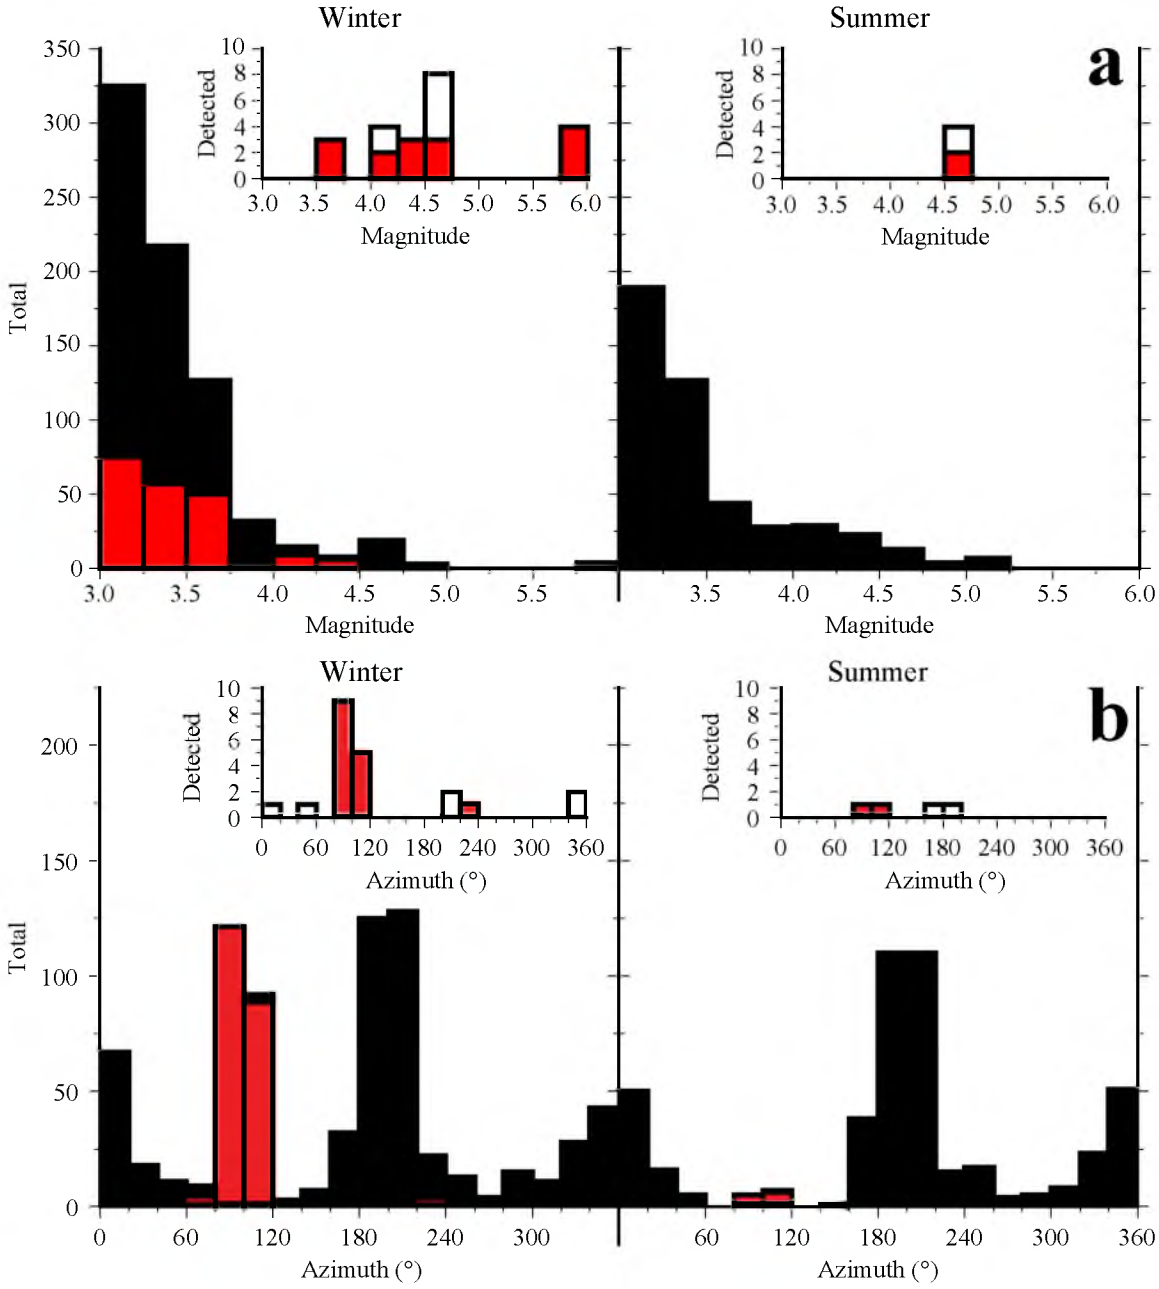 Winter Summer
a
350
300
250
200
150
100
50
0
Total
3.0 3.5 4.0 4.5 5.0 5.5
Magnitude
10
8
6
4
2
0
Detected
3.0 3.5 4.0 4.5 5.0 5.5 6.0
Magnitude
10
8
6
4
2
0
Detected
3.0 3.5 4.0 4.5 5.0 5.5 6.0
Magnitude
3.5 4.0 4.5 5.0 5.5 6.0
Magnitude
Winter Summer
b
200
150
100
50
0
Total
0 60 120 180 240 300
Azimuth (°)
10
8
6
4
2
0
Detected
0 60 120 180 240 300 360
Azimuth (°)
10
8
6
4
2
0
Detected
0 60 120 180 240 300 360
Azimuth (°)
60 120 180 240 300 360
Azimuth (°)